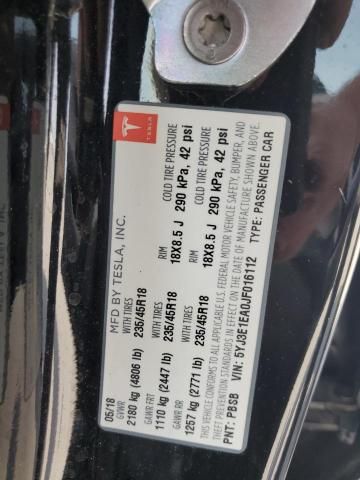 TESLA
MFD BY TESLA, INC.
05/18
GVWR
2180 kg (4806 lb)
GAWR FRT WITH TIRES RIM COLD TIRE PRESSURE
1110 kg (2447 lb) 235/45R18 18X8.5 J 290 kPa, 42 psi
GAWR RR WITH TIRES RIM COLD TIRE PRESSURE
1257 kg (2771 lb) 235/45R18 18X8.5 J 290 kPa, 42 psi
THIS VEHICLE CONFORMS TO ALL APPLICABLE U.S. FEDERAL MOTOR VEHICLE SAFETY, BUMPER, AND
THEFT PREVENTION STANDARDS IN EFFECT ON THE DATE OF MANUFACTURE SHOWN ABOVE.
PNT: PBSB VIN: 5YJ3E1EA0JF016112 TYPE: PASSENGER CAR